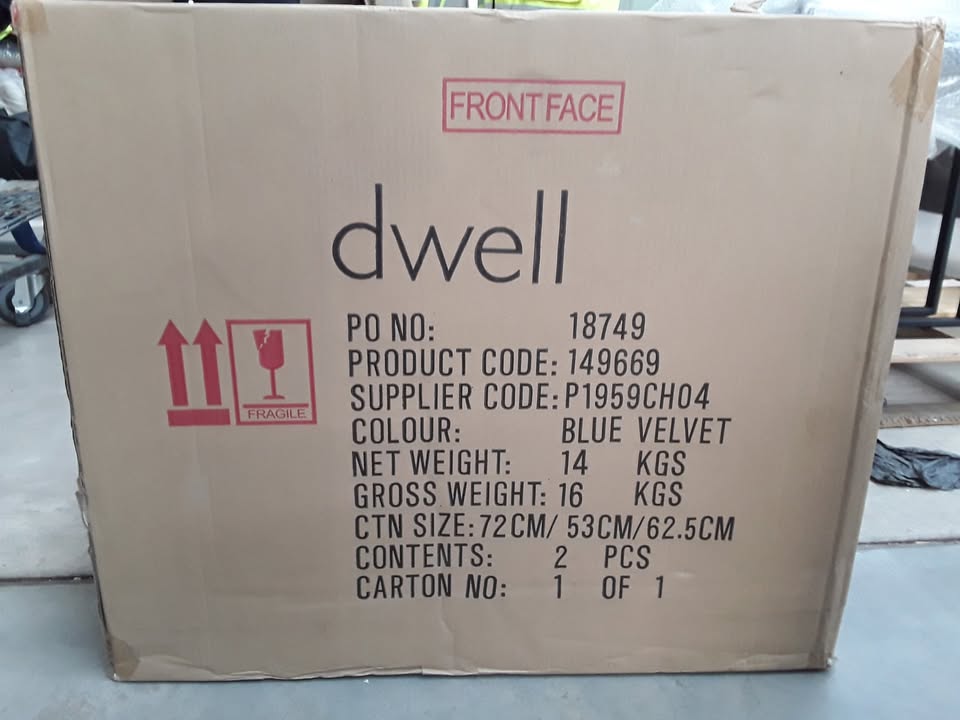 FRONT FACE
dwell
PO NO: 18749
PRODUCT CODE: 149669
SUPPLIER CODE: P1959CH04
COLOUR: BLUE VELVET
NET WEIGHT: 14 KGS
GROSS WEIGHT: 16 KGS
CTN SIZE: 72CM/ 53CM/62.5CM
CONTENTS: 2 PCS
CARTON NO: 1 OF 1
FRAGILE